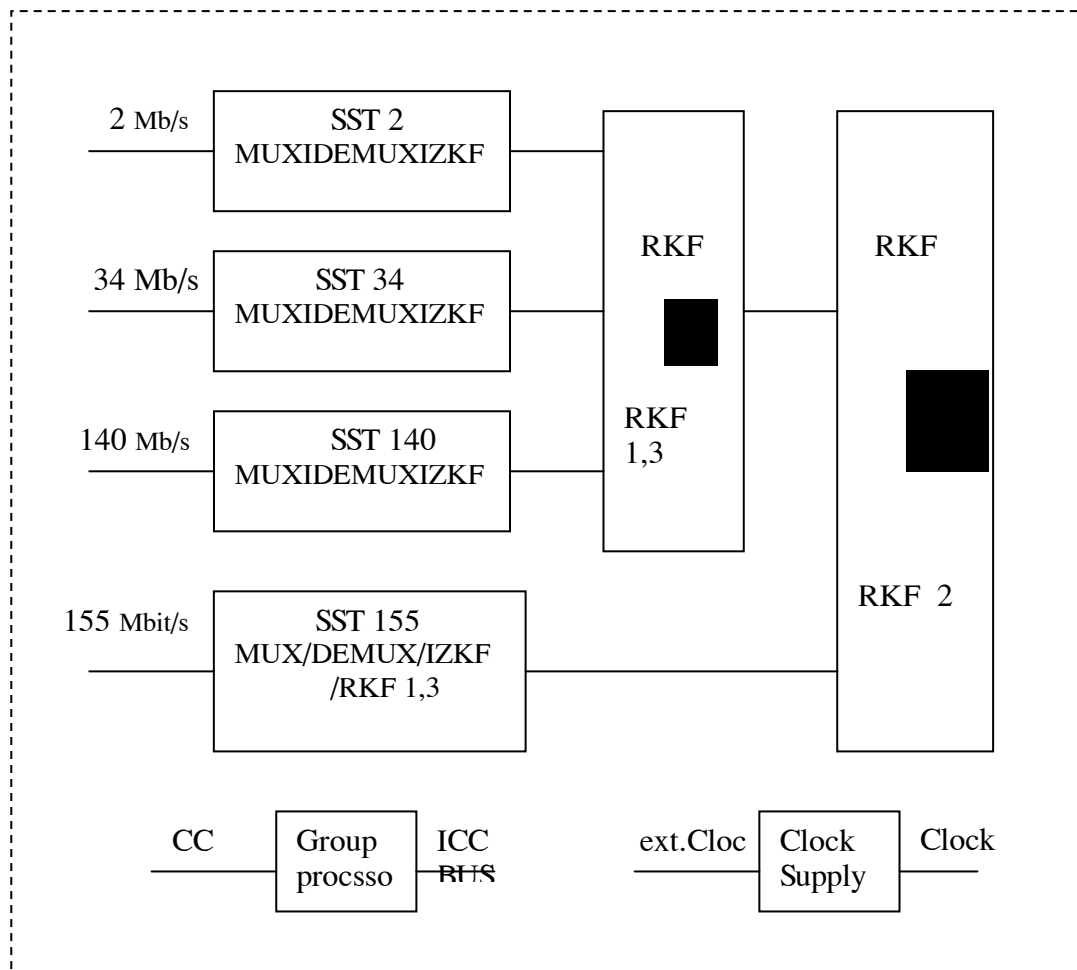 2 Mb/s
SST 2
MUXIDEMUXIZKF
34 Mb/s
SST 34
MUXIDEMUXIZKF
140 Mb/s
SST 140
MUXIDEMUXIZKF
155 Mbit/s
SST 155
MUX/DEMUX/IZKF
/RKF 1,3
RKF
RKF
1,3
RKF
RKF 2
CC
Group
procsso
ICC
BUS
ext.Cloc
Clock
Supply
Clock